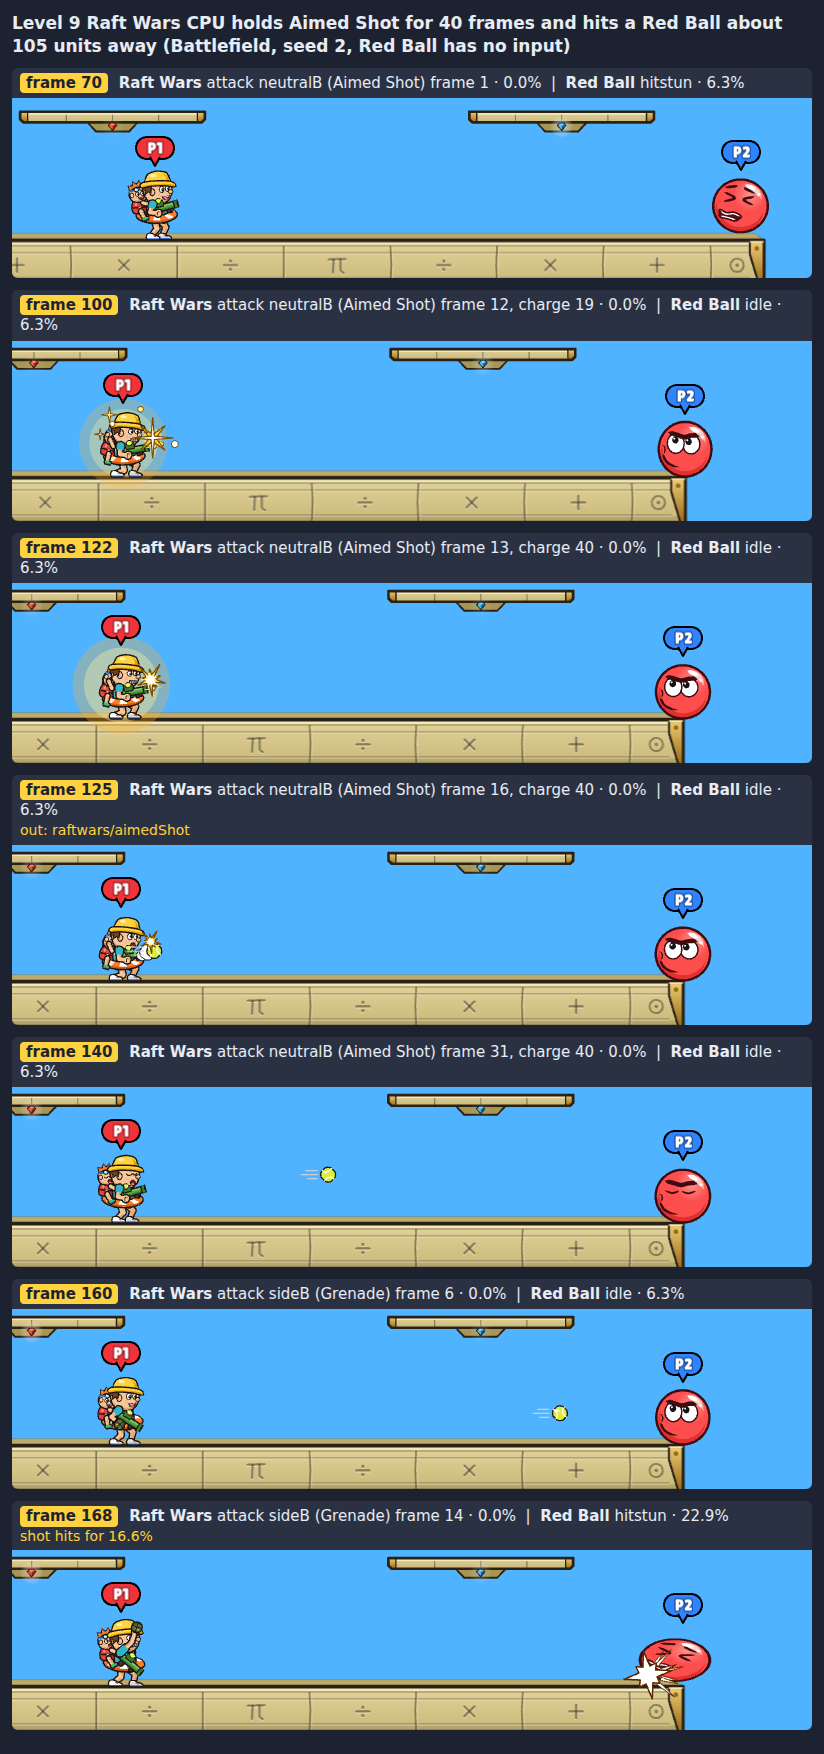 Level 9 Raft Wars CPU holds Aimed Shot for 40 frames and hits a Red Ball about
105 units away (Battlefield, seed 2, Red Ball has no input)
frame 70 Raft Wars attack neutralB (Aimed Shot) frame 1 · 0.0% | Red Ball hitstun · 6.3%
P1
P2
+ × ÷ π ÷ × +
frame 100 Raft Wars attack neutralB (Aimed Shot) frame 12, charge 19 · 0.0% | Red Ball idle ·
6.3%
P1
P2
× ÷ π ÷ × +
frame 122 Raft Wars attack neutralB (Aimed Shot) frame 13, charge 40 · 0.0% | Red Ball idle ·
6.3%
P1
P2
× ÷ π ÷ × +
frame 125 Raft Wars attack neutralB (Aimed Shot) frame 16, charge 40 · 0.0% | Red Ball idle ·
6.3%
out: raftwars/aimedShot
P1
P2
× ÷ π ÷ × +
frame 140 Raft Wars attack neutralB (Aimed Shot) frame 31, charge 40 · 0.0% | Red Ball idle ·
6.3%
P1
P2
× ÷ π ÷ × +
frame 160 Raft Wars attack sideB (Grenade) frame 6 · 0.0% | Red Ball idle · 6.3%
P1
P2
× ÷ π ÷ × +
frame 168 Raft Wars attack sideB (Grenade) frame 14 · 0.0% | Red Ball hitstun · 22.9%
shot hits for 16.6%
P1
P2
× ÷ π ÷ × +